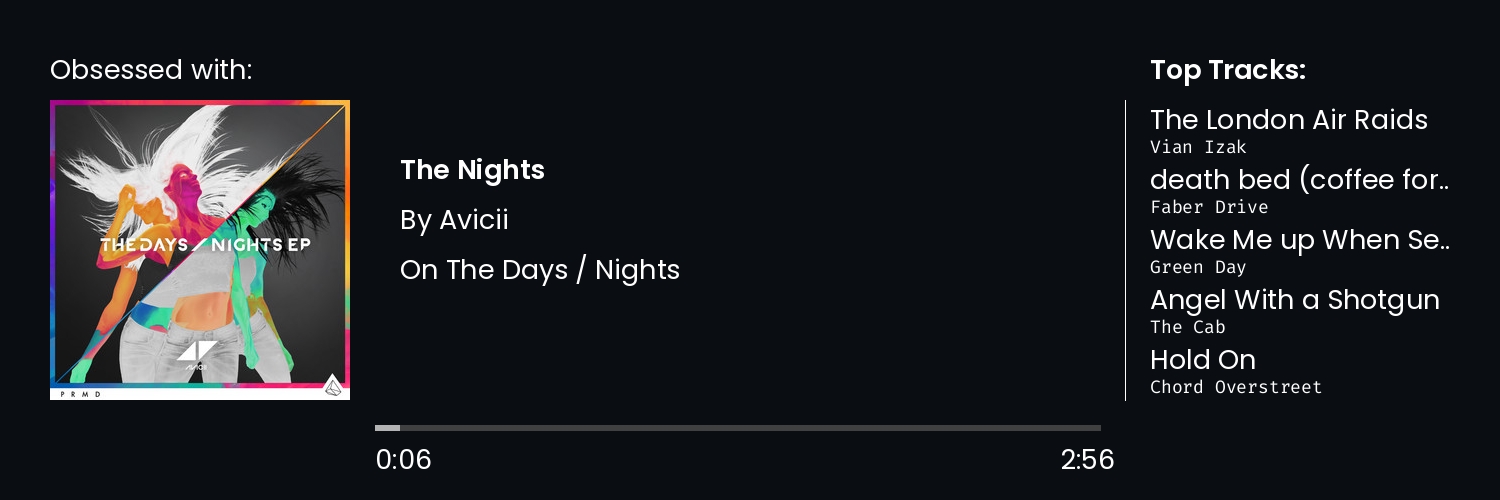 Obsessed with:
THE DAYS / NIGHTS EP
AVICII
PRMD
The Nights
By Avicii
On The Days / Nights
0:06
2:56
Top Tracks:
The London Air Raids
Vian Izak
death bed (coffee for..
Faber Drive
Wake Me up When Se..
Green Day
Angel With a Shotgun
The Cab
Hold On
Chord Overstreet